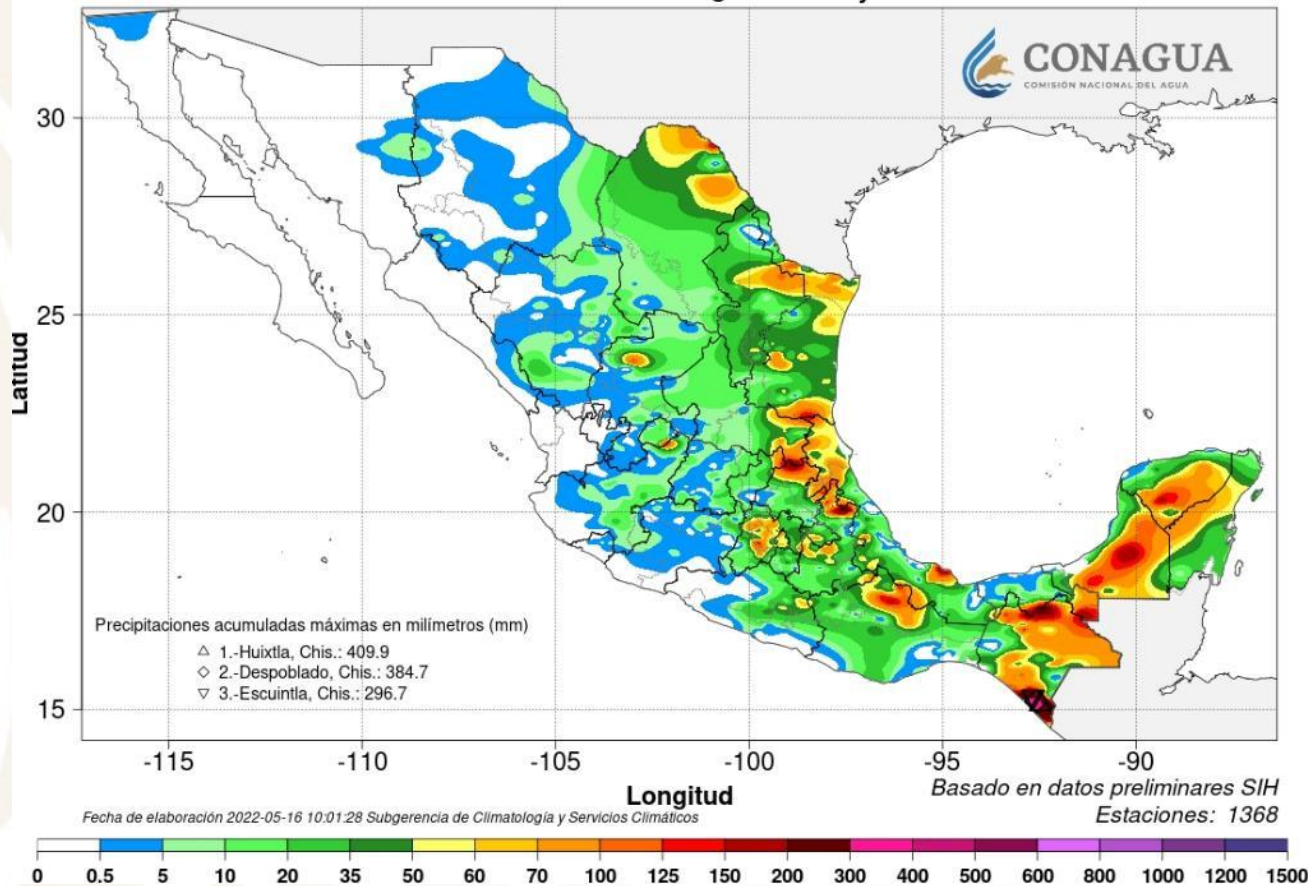 CONAGUA
COMISIÓN NACIONAL DEL AGUA
30
25
20
15
Latitud
Precipitaciones acumuladas máximas en milímetros (mm)
△ 1.-Huixtla, Chis.: 409.9
◇ 2.-Despoblado, Chis.: 384.7
▽ 3.-Escuintla, Chis.: 296.7
-115 -110 -105 -100 -95 -90
Longitud
Basado en datos preliminares SIH
Estaciones: 1368
Fecha de elaboración 2022-05-16 10:01:28 Subgerencia de Climatología y Servicios Climáticos
0 0.5 5 10 20 35 50 60 70 100 125 150 200 300 400 500 600 800 1000 1200 1500